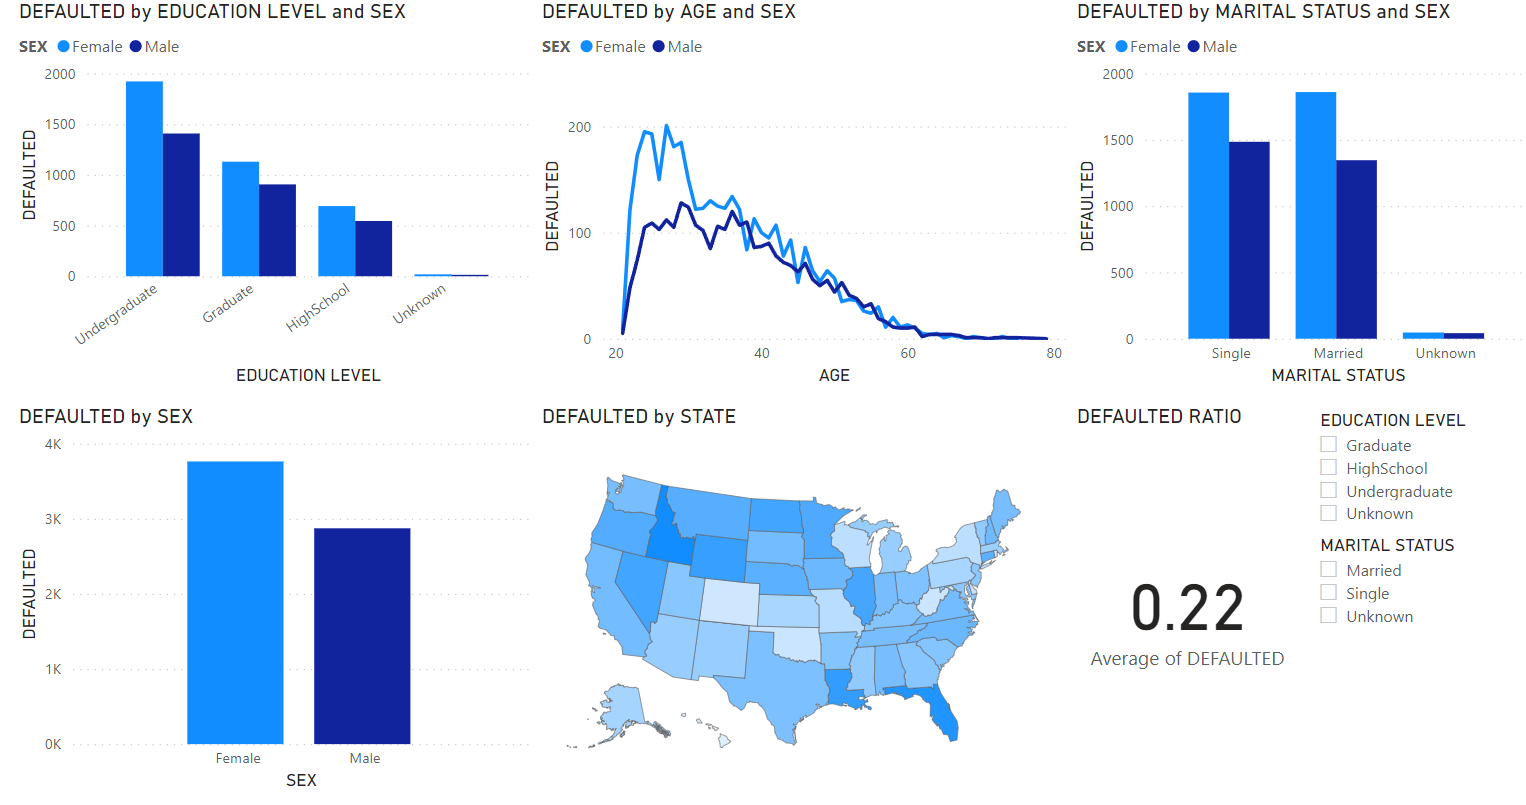 DEFAULTED by EDUCATION LEVEL and SEX
SEX Female Male
2000
1500
1000
500
0
DEFAULTED
Undergraduate
Graduate
HighSchool
Unknown
EDUCATION LEVEL
DEFAULTED by AGE and SEX
SEX Female Male
200
100
0
DEFAULTED
20 40 60 80
AGE
DEFAULTED by MARITAL STATUS and SEX
SEX Female Male
2000
1500
1000
500
0
DEFAULTED
Single Married Unknown
MARITAL STATUS
DEFAULTED by SEX
4K
3K
2K
1K
0K
DEFAULTED
Female Male
SEX
DEFAULTED by STATE
DEFAULTED RATIO
0.22
Average of DEFAULTED
EDUCATION LEVEL
Graduate
HighSchool
Undergraduate
Unknown
MARITAL STATUS
Married
Single
Unknown